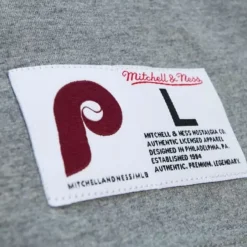 Mitchell & Ness
P
L
MITCHELLANDNESS/MLB
MITCHELL & NESS NOSTALGIA CO.
AUTHENTIC LICENSED APPAREL
DESIGNED IN PHILADELPHIA, PA
ESTABLISHED 1904
AUTHENTIC. PREMIUM. LEGENDARY.